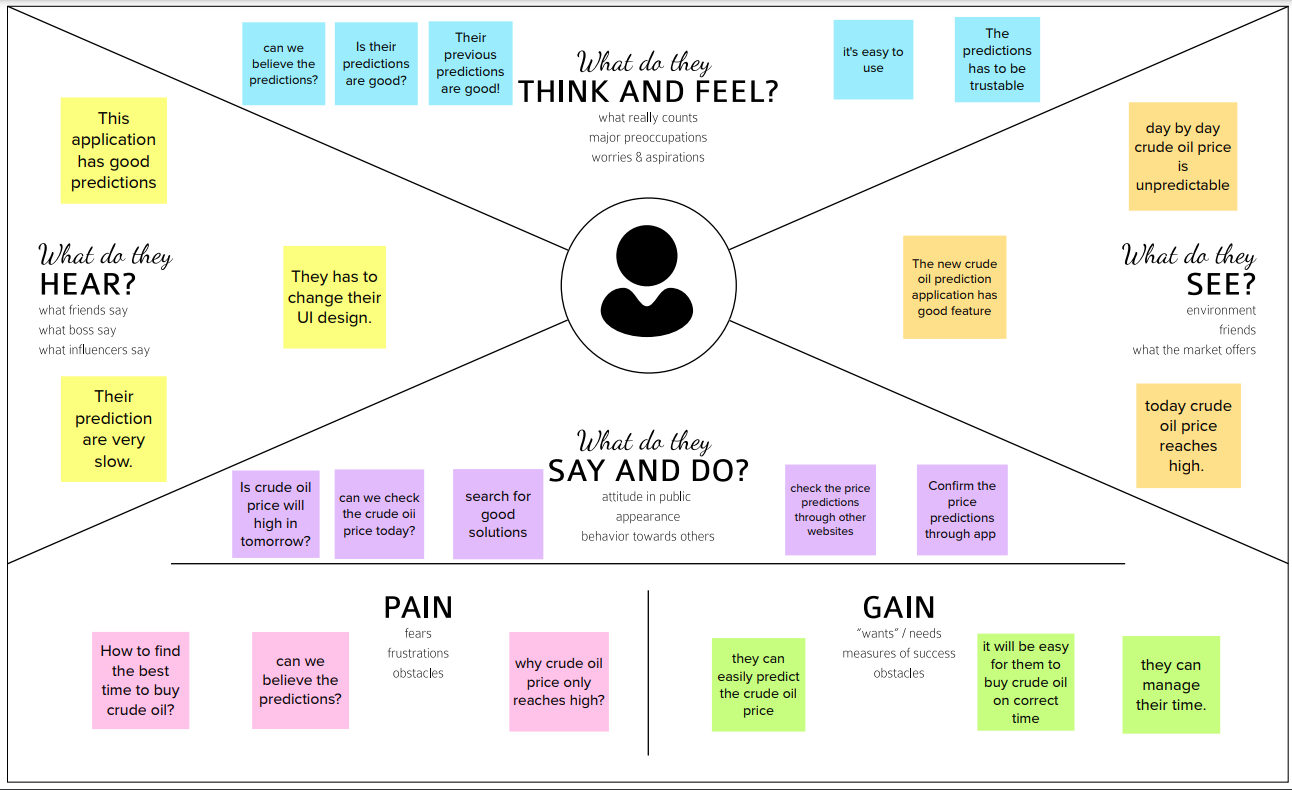 can we
believe the
predictions?
Is their
predictions
are good?
Their
previous
predictions
are good!
What do they
THINK AND FEEL?
what really counts
major preoccupations
worries & aspirations
it's easy to
use
The
predictions
has to be
trustable
This
application
has good
predictions
What do they
HEAR?
what friends say
what boss say
what influencers say
They has to
change their
UI design.
Their
prediction
are very
slow.
day by day
crude oil price
is
unpredictable
The new crude
oil prediction
application has
good feature
What do they
SEE?
environment
friends
what the market offers
today crude
oil price
reaches
high.
What do they
SAY AND DO?
attitude in public
appearance
behavior towards others
Is crude oil
price will
high in
tomorrow?
can we check
the crude oil
price today?
search for
good
solutions
check the price
predictions
through other
websites
Confirm the
price
predictions
through app
PAIN
fears
frustrations
obstacles
How to find
the best
time to buy
crude oil?
can we
believe the
predictions?
why crude oil
price only
reaches high?
GAIN
"wants" / needs
measures of success
obstacles
they can
easily predict
the crude oil
price
it will be easy
for them to
buy crude oil
on correct
time
they can
manage
their time.